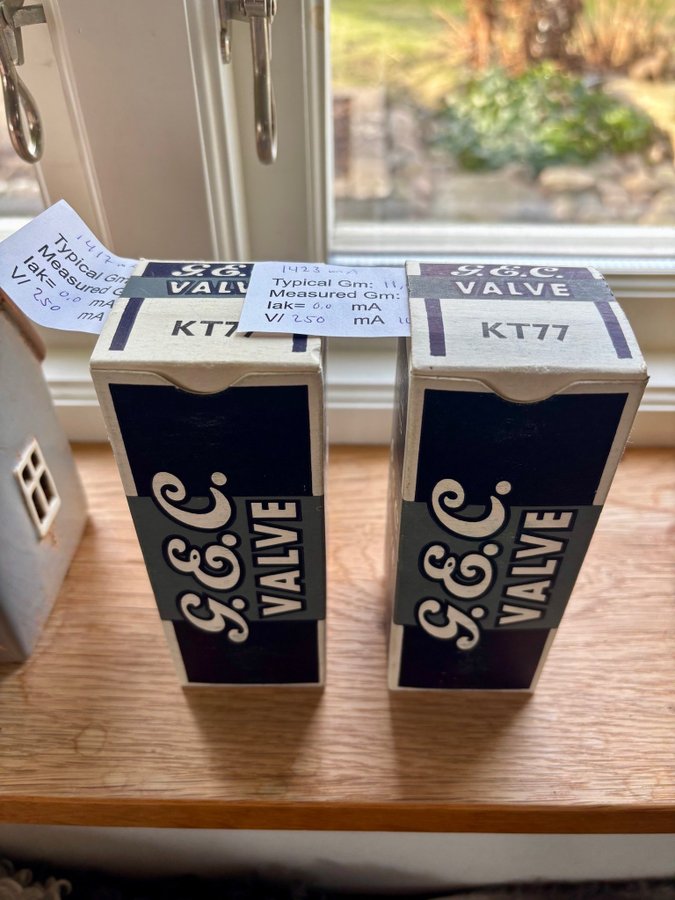 1417
Typical Gm
Measured G
Iak= 0.0 mA
V/ 250 mA
G.E.C.
VALVE
KT77
1423 mA
Typical Gm: 11,
Measured Gm:
Iak= 0.0 mA
V/ 250 mA
G.E.C.
VALVE
KT77
G.E.C.
VALVE
G.E.C.
VALVE